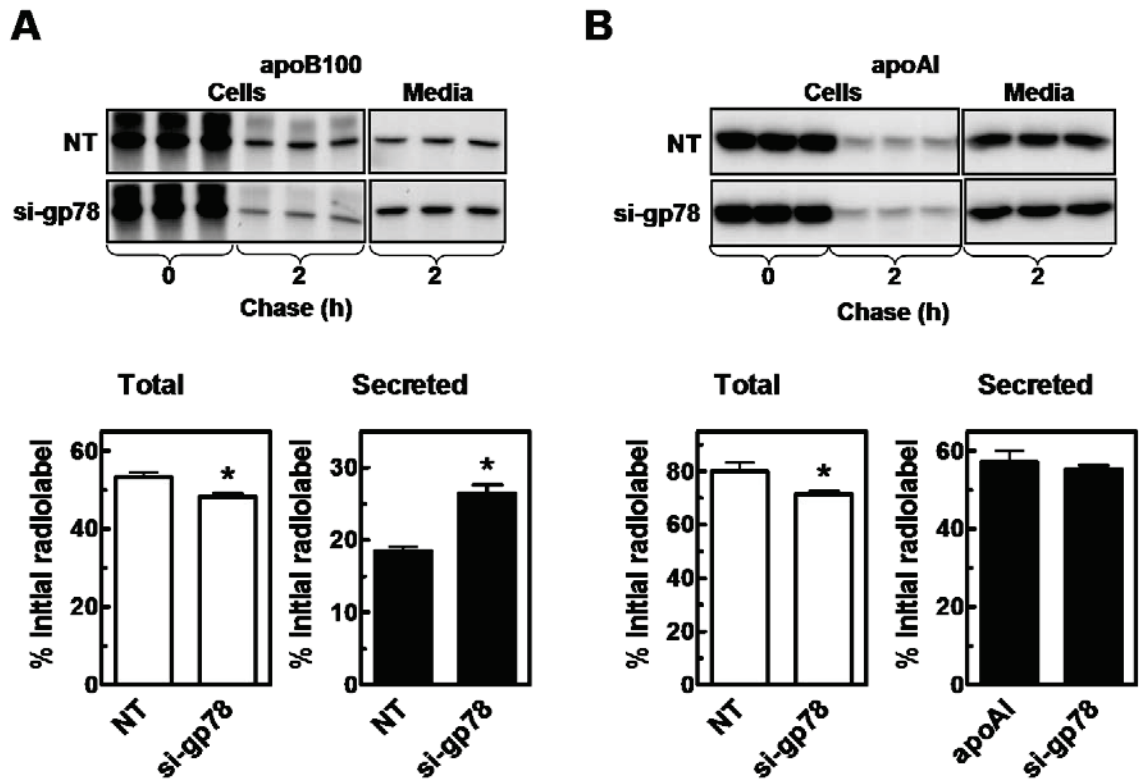 A
B
apoB100
Cells
Media
NT
si-gp78
0
2
2
Chase (h)
apoAI
Cells
Media
NT
si-gp78
0
2
2
Chase (h)
Total
% Initial radiolabel
60
40
20
0
NT
*
si-gp78
Secreted
% Initial radiolabel
30
20
10
0
NT
*
si-gp78
Total
% Initial radiolabel
80
60
40
20
0
NT
*
si-gp78
Secreted
% Initial radiolabel
60
40
20
0
apoAI
si-gp78